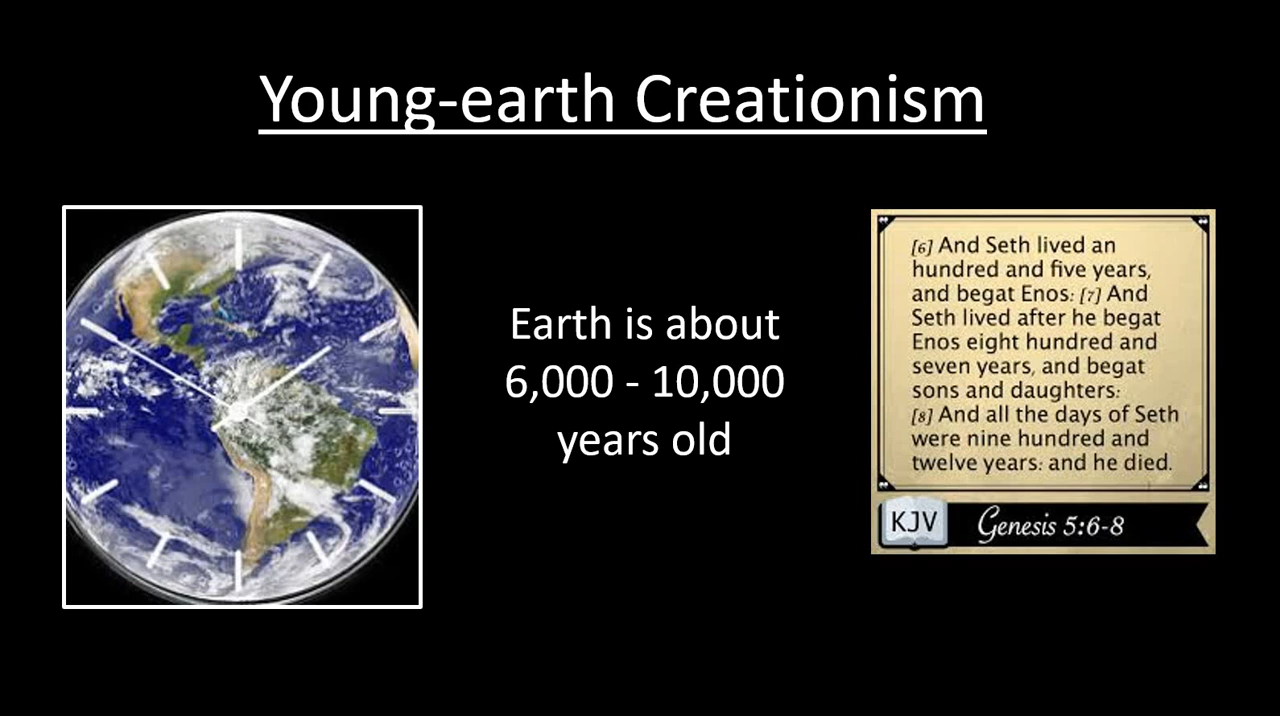 Young-earth Creationism
Earth is about
6,000 - 10,000
years old
[6] And Seth lived an
hundred and five years,
and begat Enos: [7] And
Seth lived after he begat
Enos eight hundred and
seven years, and begat
sons and daughters:
[8] And all the days of Seth
were nine hundred and
twelve years: and he died.
KJV
Genesis 5:6-8